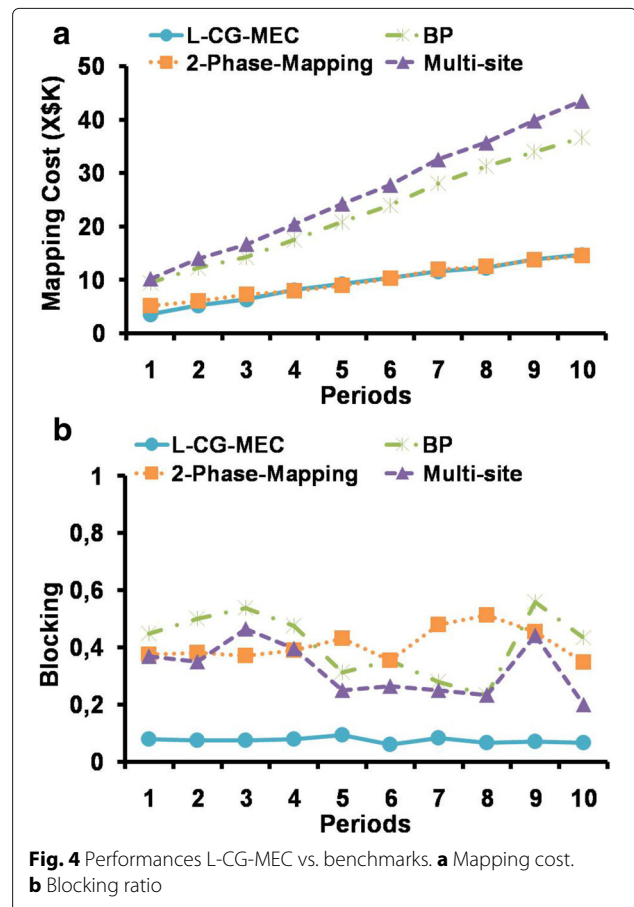 a
L-CG-MEC BP
2-Phase-Mapping Multi-site
Mapping Cost (X$K)
50
40
30
20
10
0
1 2 3 4 5 6 7 8 9 10
Periods
b
L-CG-MEC BP
2-Phase-Mapping Multi-site
Blocking
1
0,8
0,6
0,4
0,2
0
1 2 3 4 5 6 7 8 9 10
Periods
Fig. 4 Performances L-CG-MEC vs. benchmarks. a Mapping cost.
b Blocking ratio